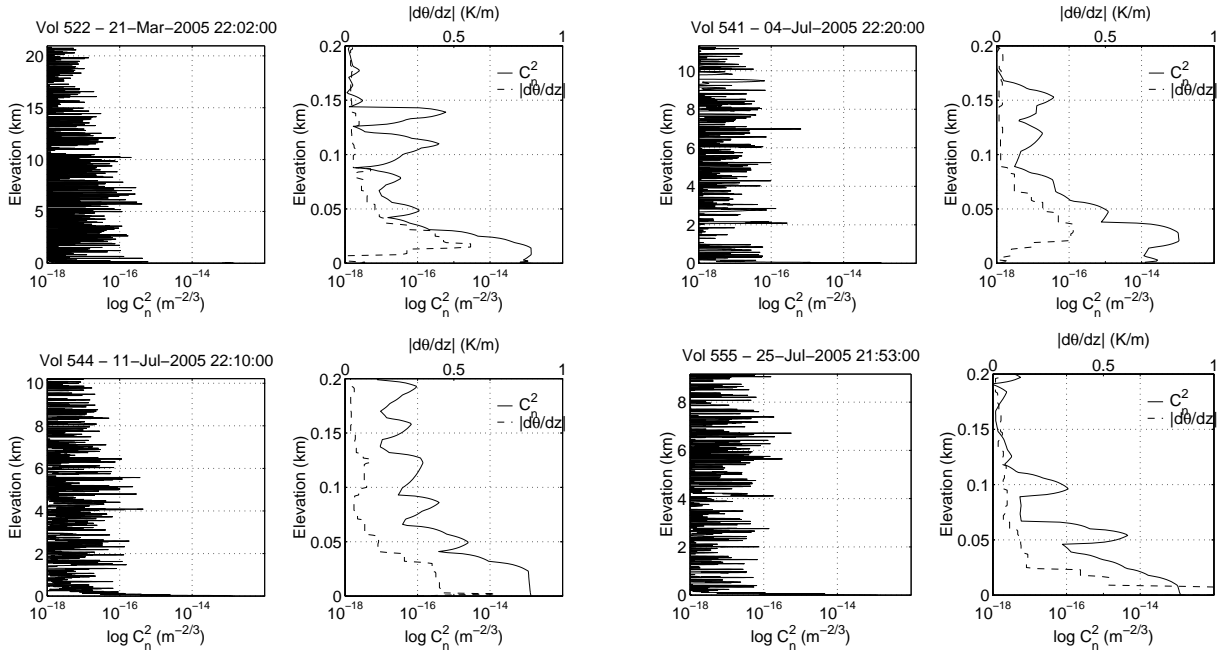 Vol 522 − 21−Mar−2005 22:02:00
Elevation (km)
20
15
10
5
0
10^−18 10^−16 10^−14
log C_n^2 (m^−2/3)
|dθ/dz| (K/m)
0 0.5 1
Elevation (km)
0.2
0.15
0.1
0.05
0
C_n^2
|dθ/dz|
10^−18 10^−16 10^−14
log C_n^2 (m^−2/3)
Vol 541 − 04−Jul−2005 22:20:00
Elevation (km)
10
8
6
4
2
0
10^−18 10^−16 10^−14
log C_n^2 (m^−2/3)
|dθ/dz| (K/m)
0 0.5 1
Elevation (km)
0.2
0.15
0.1
0.05
0
C_n^2
|dθ/dz|
10^−18 10^−16 10^−14
log C_n^2 (m^−2/3)
Vol 544 − 11−Jul−2005 22:10:00
Elevation (km)
10
8
6
4
2
0
10^−18 10^−16 10^−14
log C_n^2 (m^−2/3)
|dθ/dz| (K/m)
0 0.5 1
Elevation (km)
0.2
0.15
0.1
0.05
0
C_n^2
|dθ/dz|
10^−18 10^−16 10^−14
log C_n^2 (m^−2/3)
Vol 555 − 25−Jul−2005 21:53:00
Elevation (km)
8
6
4
2
0
10^−18 10^−16 10^−14
log C_n^2 (m^−2/3)
|dθ/dz| (K/m)
0 0.5 1
Elevation (km)
0.2
0.15
0.1
0.05
0
C_n^2
|dθ/dz|
10^−18 10^−16 10^−14
log C_n^2 (m^−2/3)